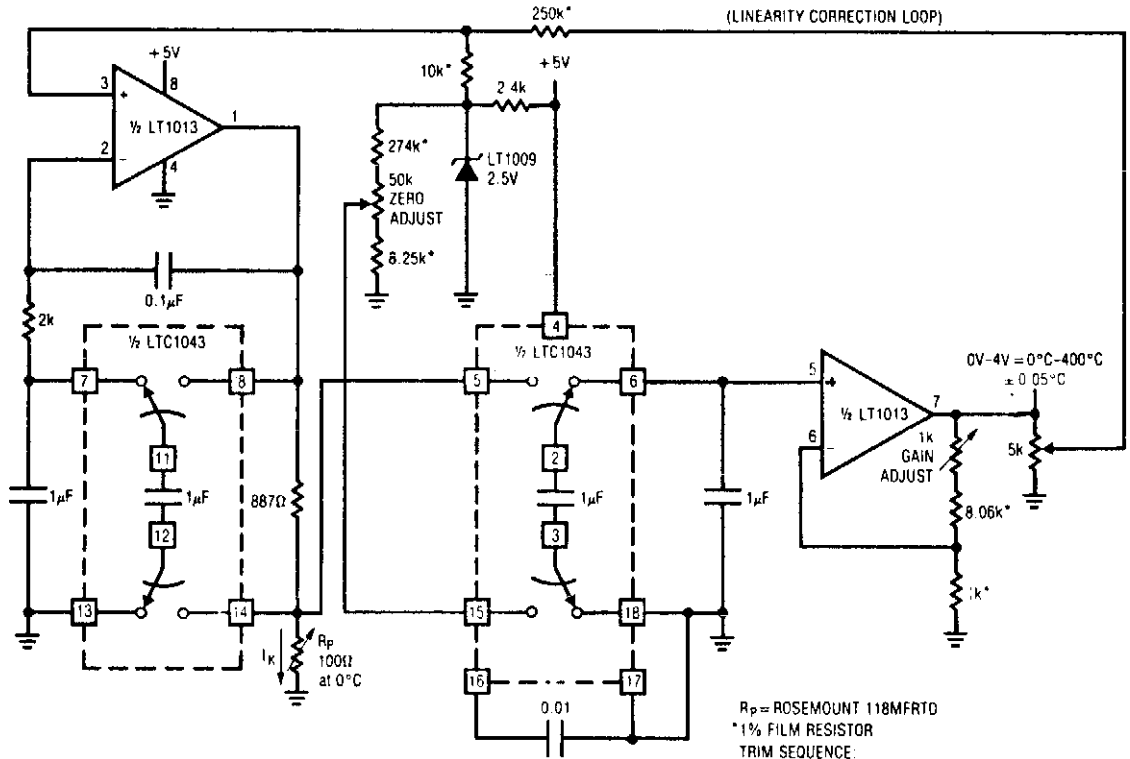 250k*
(LINEARITY CORRECTION LOOP)
+5V
10k*
+5V
3
8
2.4k
+
½ LT1013
1
274k*
LT1009
2.5V
2
−
4
50k
ZERO
ADJUST
8.25k*
0.1µF
2k
½ LTC1043
4
½ LTC1043
0V-4V = 0°C-400°C
± 0.05°C
7
8
5
6
5
+
½ LT1013
7
6
−
1k
GAIN
ADJUST
5k
11
2
1µF
1µF
887Ω
1µF
1µF
8.06k*
12
3
1k*
13
14
15
18
I_K
R_P
100Ω
at 0°C
16
17
0.01
R_P = ROSEMOUNT 118MFRTD
*1% FILM RESISTOR
TRIM SEQUENCE: